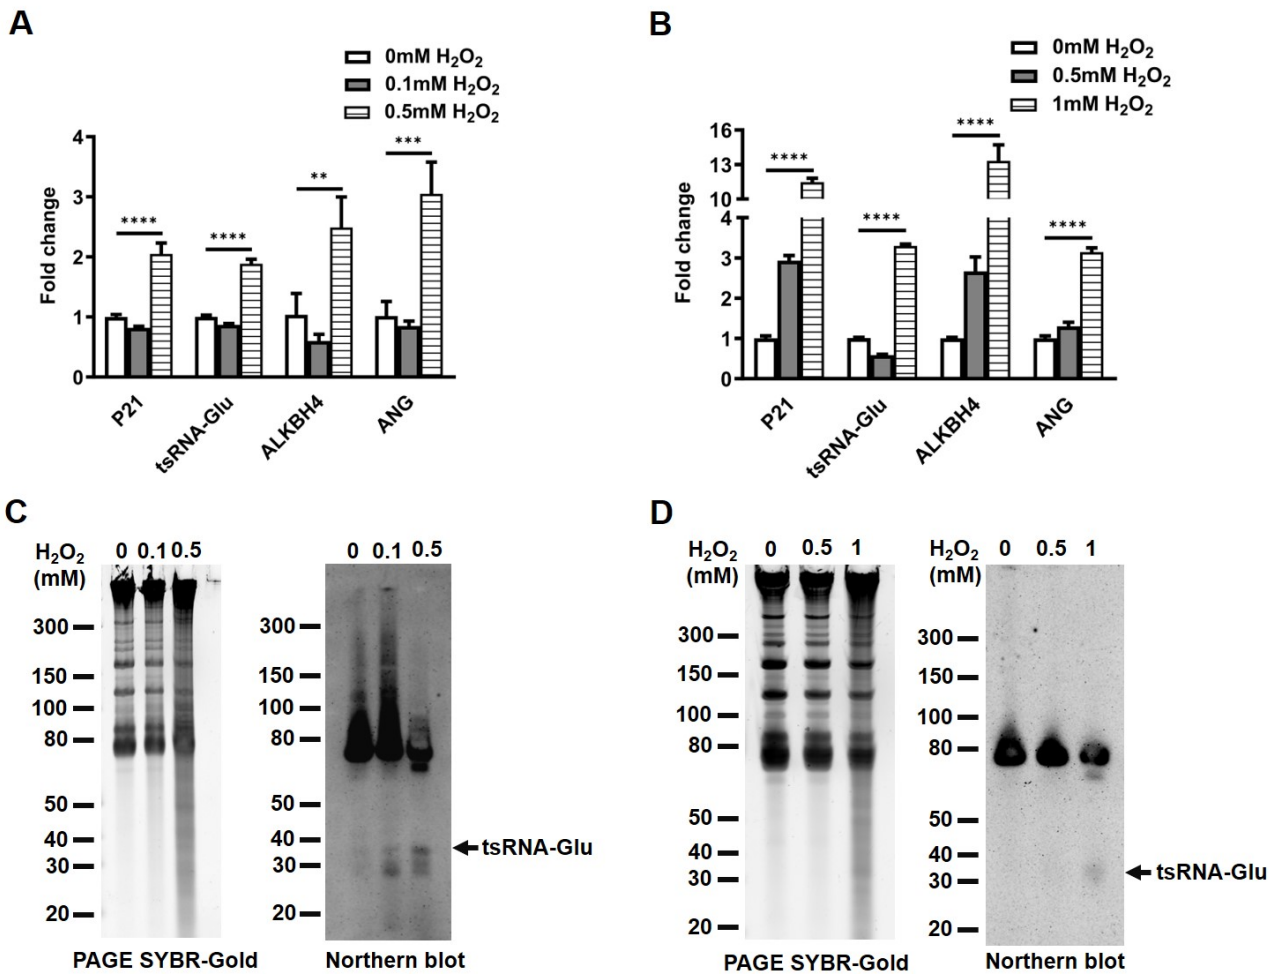 A
0mM H₂O₂
0.1mM H₂O₂
0.5mM H₂O₂
4
3
2
1
0
Fold change
****
****
**
***
P21
tsRNA-Glu
ALKBH4
ANG
B
0mM H₂O₂
0.5mM H₂O₂
1mM H₂O₂
16
13
10
4
3
2
1
0
Fold change
****
****
****
****
P21
tsRNA-Glu
ALKBH4
ANG
C
H₂O₂ 0 0.1 0.5
(mM)
300
150
100
80
50
40
30
20
PAGE SYBR-Gold
0 0.1 0.5
300
150
100
80
50
40
30
20
tsRNA-Glu
Northern blot
D
H₂O₂ 0 0.5 1
(mM)
300
150
100
80
50
40
30
20
PAGE SYBR-Gold
H₂O₂ 0 0.5 1
(mM)
300
150
100
80
50
40
30
20
tsRNA-Glu
Northern blot